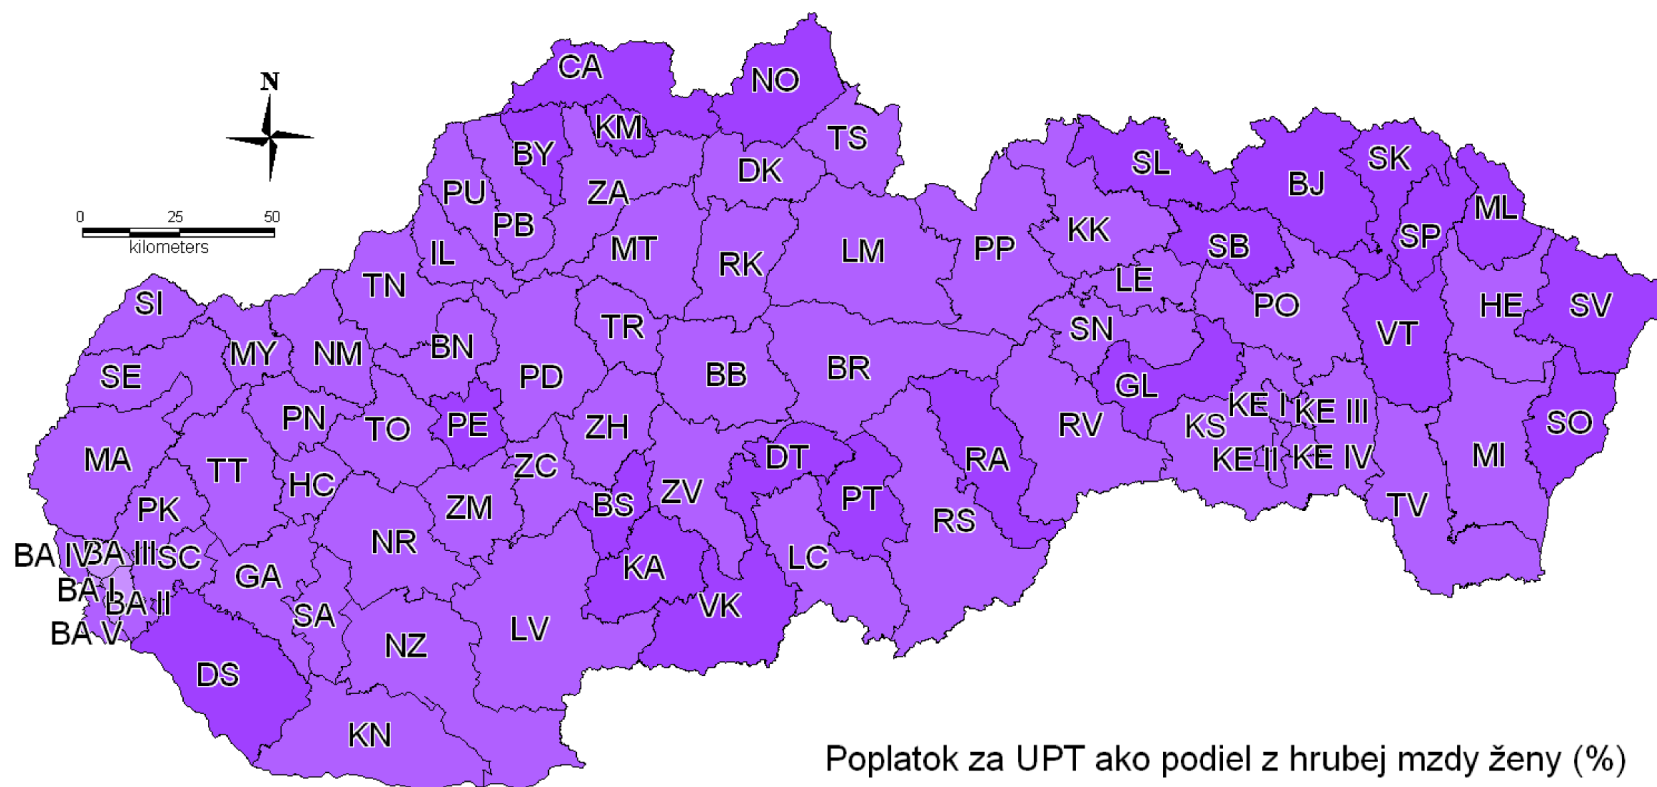 N
0 25 50
kilometers
CA
NO
KM
TS
BY
DK
SL
SK
BJ
PU
ZA
ML
PB
KK
SP
IL
MT
RK
LM
PP
SB
TN
LE
SI
TR
SN
PO
HE
SV
MY
NM
BN
VT
SE
PD
BB
BR
GL
PN
TO
PE
ZH
RV
KS
KE I
KE III
SO
MA
TT
HC
ZC
DT
RA
KE II
KE IV
MI
PK
ZM
BS
ZV
PT
RS
TV
BA IV
BA III
SC
NR
GA
KA
LC
BA I
BA II
SA
VK
BA V
NZ
LV
DS
KN
Poplatok za UPT ako podiel z hrubej mzdy ženy (%)